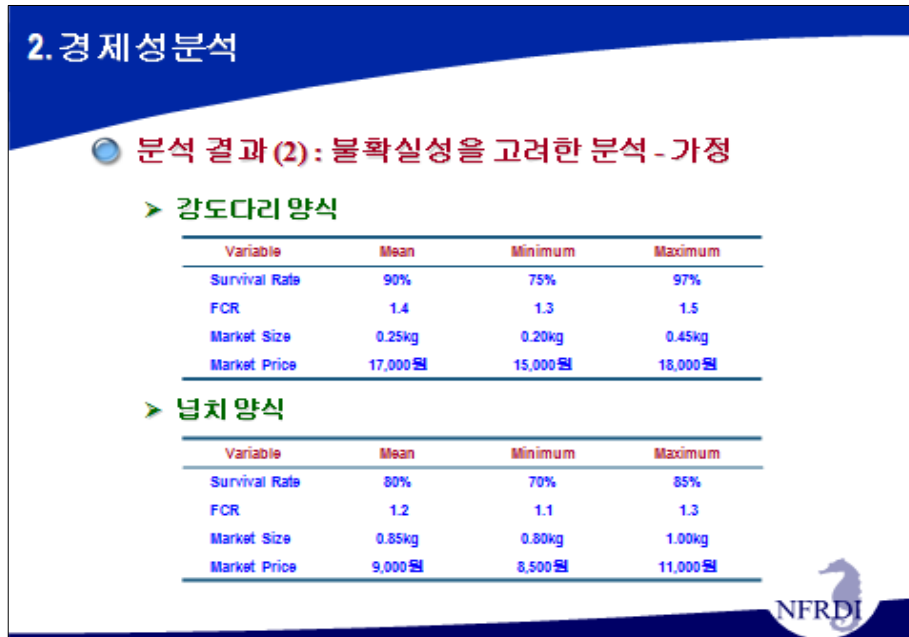 2. 경제성분석
분석 결과 (2) : 불확실성을 고려한 분석 - 가정
강도다리 양식
Variable Mean Minimum Maximum
Survival Rate 90% 75% 97%
FCR 1.4 1.3 1.5
Market Size 0.25kg 0.20kg 0.45kg
Market Price 17,000원 15,000원 18,000원
넙치 양식
Variable Mean Minimum Maximum
Survival Rate 80% 70% 85%
FCR 1.2 1.1 1.3
Market Size 0.85kg 0.80kg 1.00kg
Market Price 9,000원 8,500원 11,000원
NFRDI